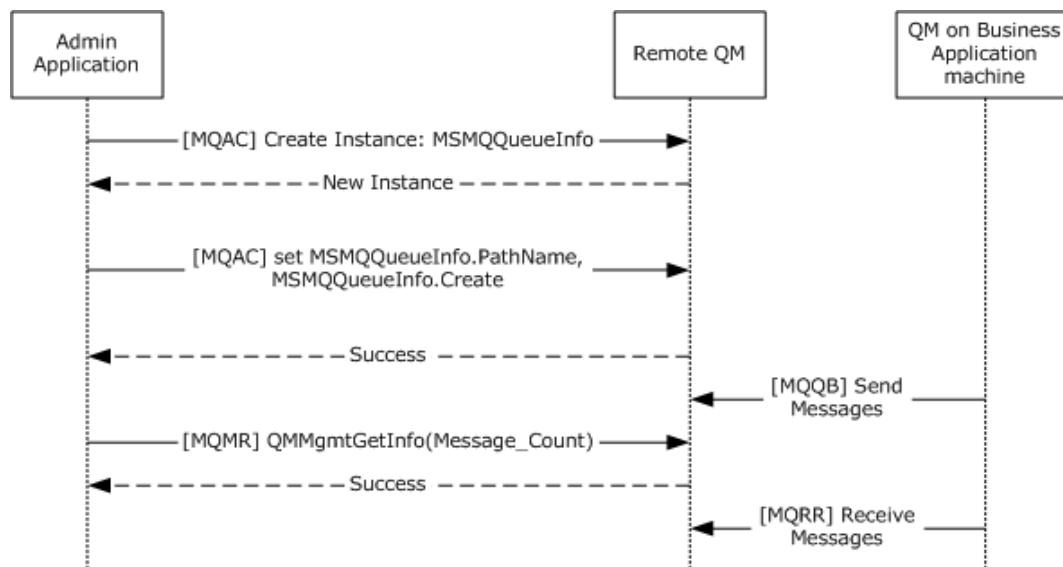 Admin
Application
Remote QM
QM on Business
Application
machine
[MQAC] Create Instance: MSMQQueueInfo
New Instance
[MQAC] set MSMQQueueInfo.PathName,
MSMQQueueInfo.Create
Success
[MQQB] Send
Messages
[MQMR] QMMgmtGetInfo(Message_Count)
Success
[MQRR] Receive
Messages